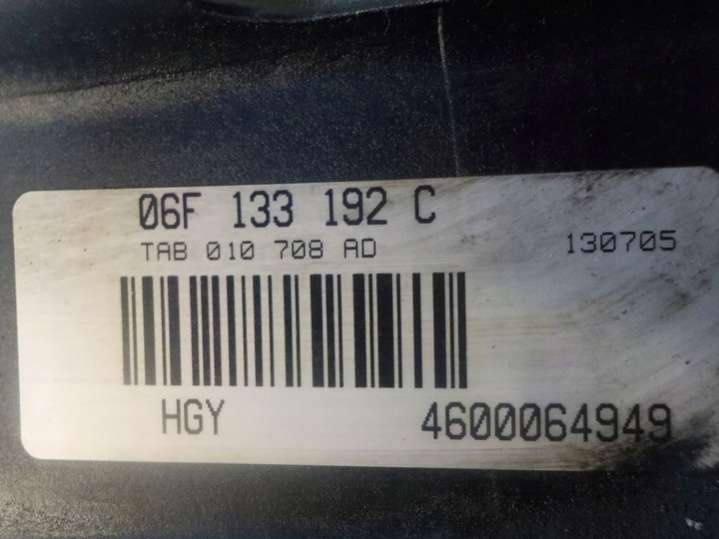 06F 133 192 C
TAB 010 708 AD 130705
HGY 4600064949